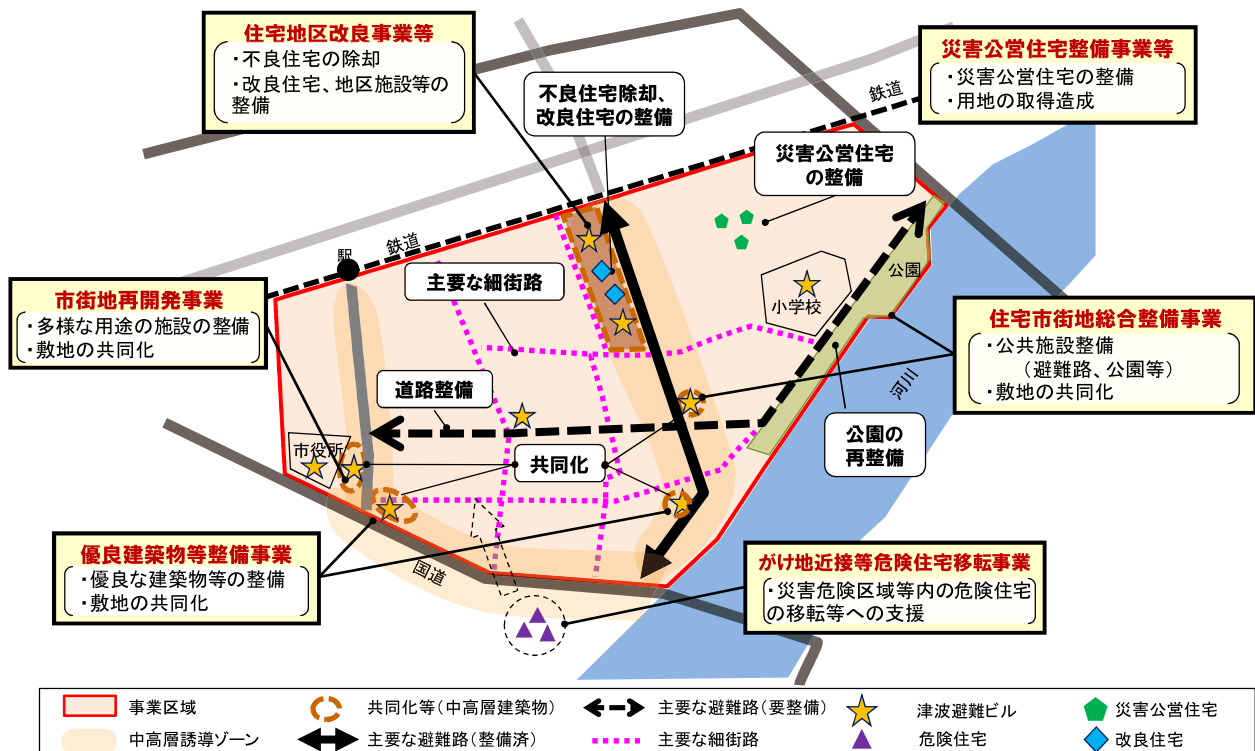 住宅地区改良事業等
・不良住宅の除却
・改良住宅、地区施設等の
整備
災害公営住宅整備事業等
・災害公営住宅の整備
・用地の取得造成
不良住宅除却、
改良住宅の整備
鉄道
災害公営住宅
の整備
駅
鉄道
主要な細街路
公園
小学校
市街地再開発事業
・多様な用途の施設の整備
・敷地の共同化
住宅市街地総合整備事業
・公共施設整備
（避難路、公園等）
・敷地の共同化
道路整備
河川
公園の
再整備
市役所
共同化
優良建築物等整備事業
・優良な建築物等の整備
・敷地の共同化
国道
がけ地近接等危険住宅移転事業
・災害危険区域等内の危険住宅
の移転等への支援
事業区域
共同化等（中高層建築物）
主要な避難路（要整備）
津波避難ビル
災害公営住宅
中高層誘導ゾーン
主要な避難路（整備済）
主要な細街路
危険住宅
改良住宅